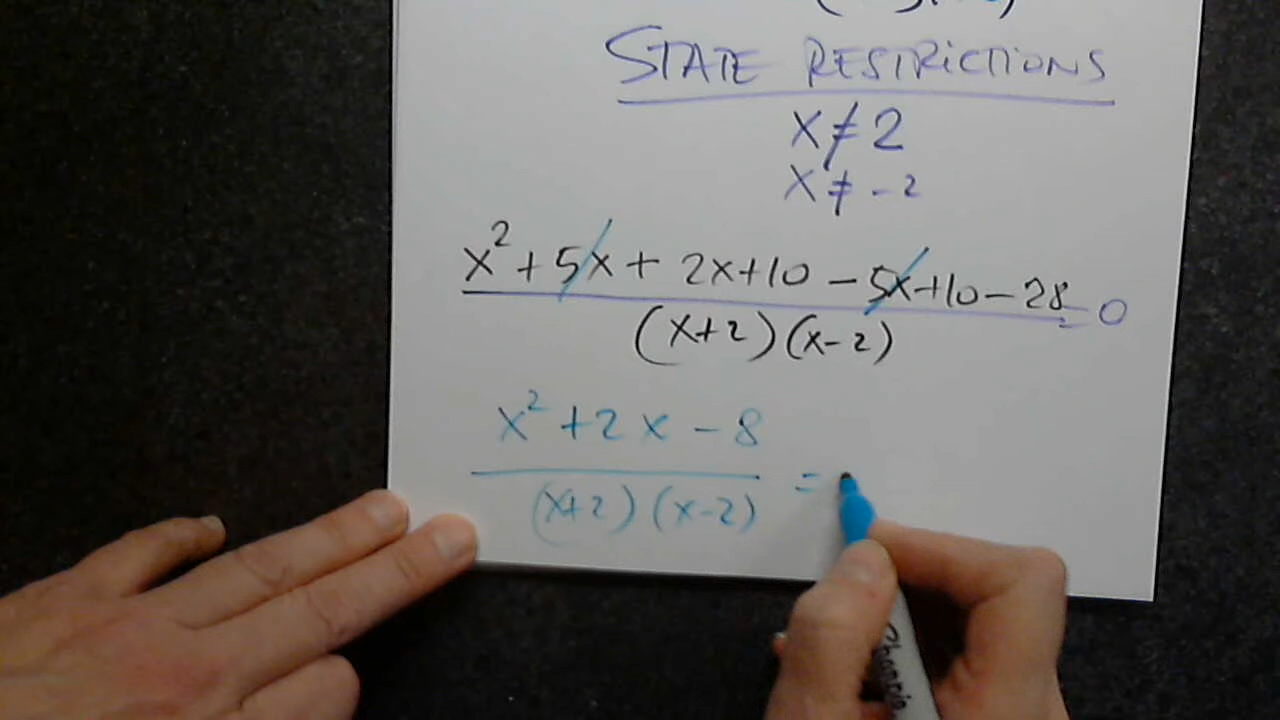 STATE RESTRICTIONS
x ≠ 2
x ≠ -2
x² + 5x + 2x + 10 - 5x + 10 - 28 = 0
(x+2)(x-2)
x² + 2x - 8
=
(x+2)(x-2)
Sharpie